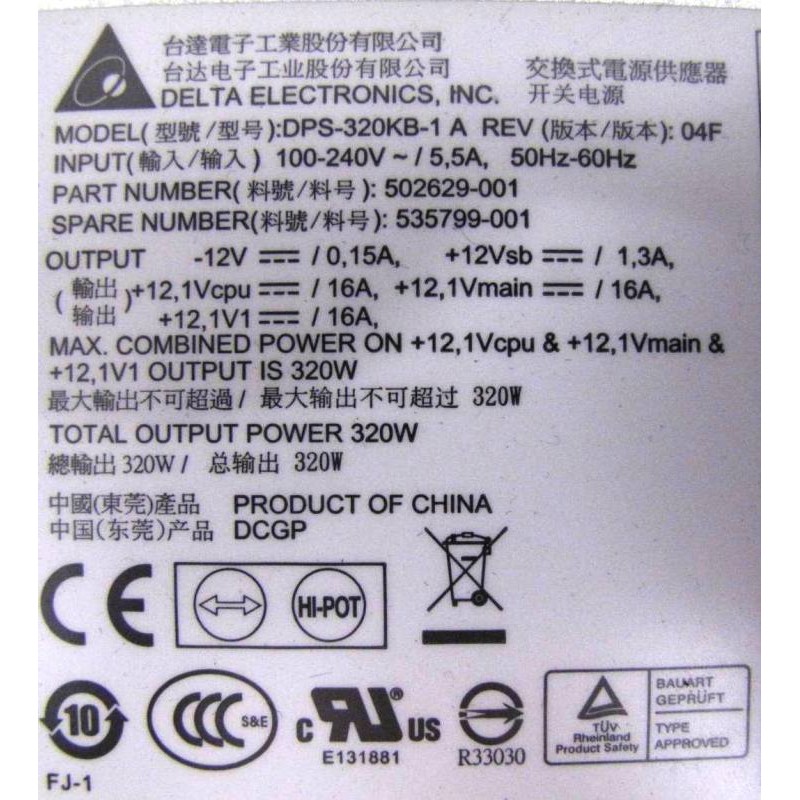 台達電子工業股份有限公司
台达电子工业股份有限公司
DELTA ELECTRONICS, INC.
交換式電源供應器
开关电源
MODEL(型號/型号):DPS-320KB-1 A REV(版本/版本): 04F
INPUT(輸入/输入) 100-240V ~ / 5,5A, 50Hz-60Hz
PART NUMBER(料號/料号): 502629-001
SPARE NUMBER(料號/料号): 535799-001
OUTPUT -12V ⎓ / 0,15A, +12Vsb ⎓ / 1,3A,
(輸出 +12,1Vcpu ⎓ / 16A, +12,1Vmain ⎓ / 16A,
输出) +12,1V1 ⎓ / 16A,
MAX. COMBINED POWER ON +12,1Vcpu & +12,1Vmain &
+12,1V1 OUTPUT IS 320W
最大輸出不可超過/ 最大输出不可超过 320W
TOTAL OUTPUT POWER 320W
總輸出 320W/ 总输出 320W
中國(東莞)產品 PRODUCT OF CHINA
中国(东莞)产品 DCGP
CE
HI-POT
10
CCC S&E
c RU® US
E131881
R33030
TÜV
Rheinland
Product Safety
BAUART
GEPRÜFT
TYPE
APPROVED
FJ-1